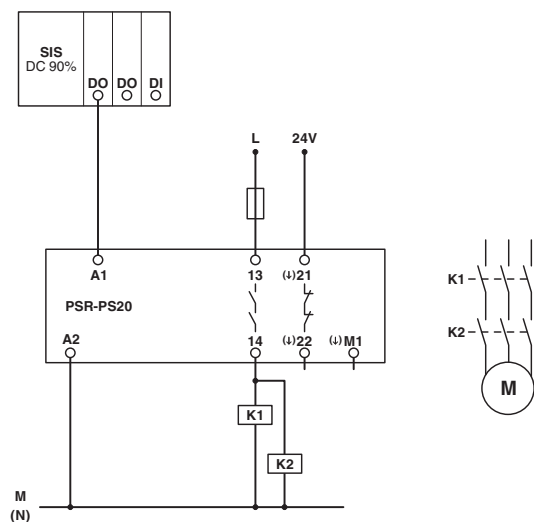 SIS
DC 90%
DO DO DI
L 24V
A1 13 (↓)21
PSR-PS20
A2 14 (↓)22 (↓)M1
K1
K2
M
(N)
K1
K2
M